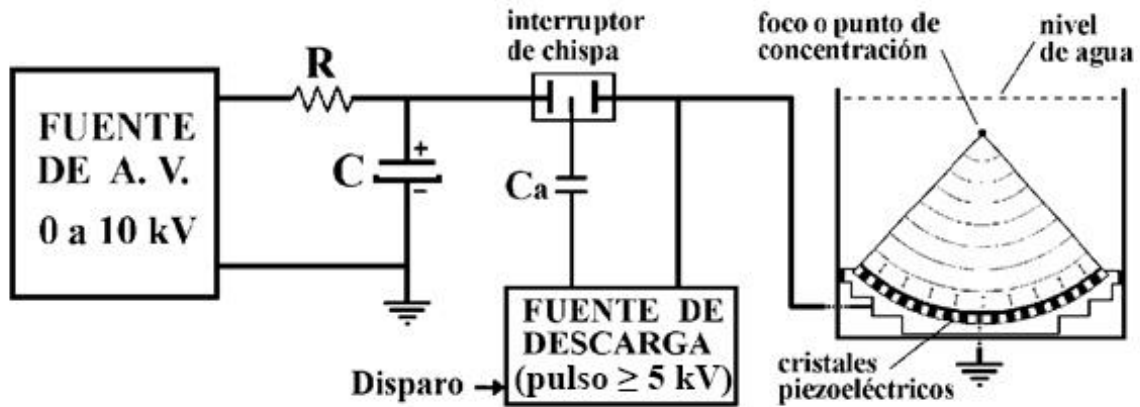 FUENTE
DE A. V.
0 a 10 kV
R
C
+
−
interruptor
de chispa
Ca
FUENTE DE
DESCARGA
(pulso ≥ 5 kV)
Disparo
foco o punto de
concentración
nivel
de agua
cristales
piezoeléctricos